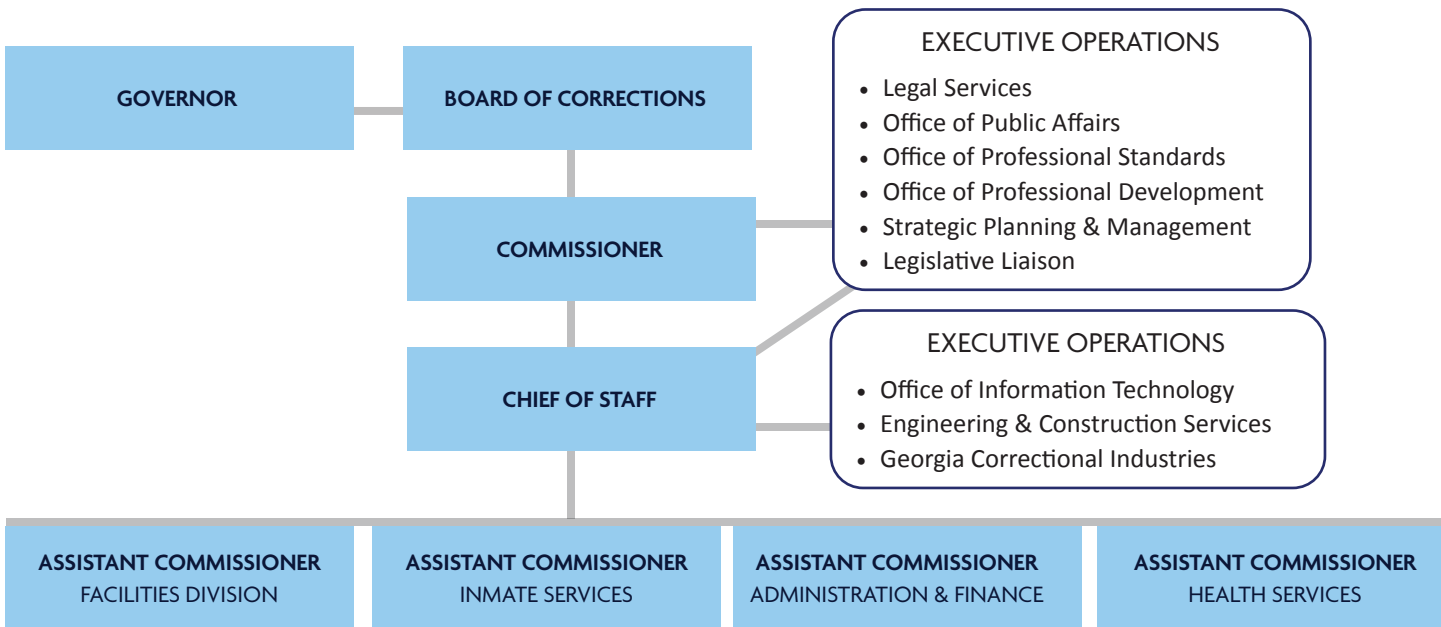 GOVERNOR
BOARD OF CORRECTIONS
EXECUTIVE OPERATIONS
• Legal Services
• Office of Public Affairs
• Office of Professional Standards
• Office of Professional Development
• Strategic Planning & Management
• Legislative Liaison
COMMISSIONER
CHIEF OF STAFF
EXECUTIVE OPERATIONS
• Office of Information Technology
• Engineering & Construction Services
• Georgia Correctional Industries
ASSISTANT COMMISSIONER
FACILITIES DIVISION
ASSISTANT COMMISSIONER
INMATE SERVICES
ASSISTANT COMMISSIONER
ADMINISTRATION & FINANCE
ASSISTANT COMMISSIONER
HEALTH SERVICES